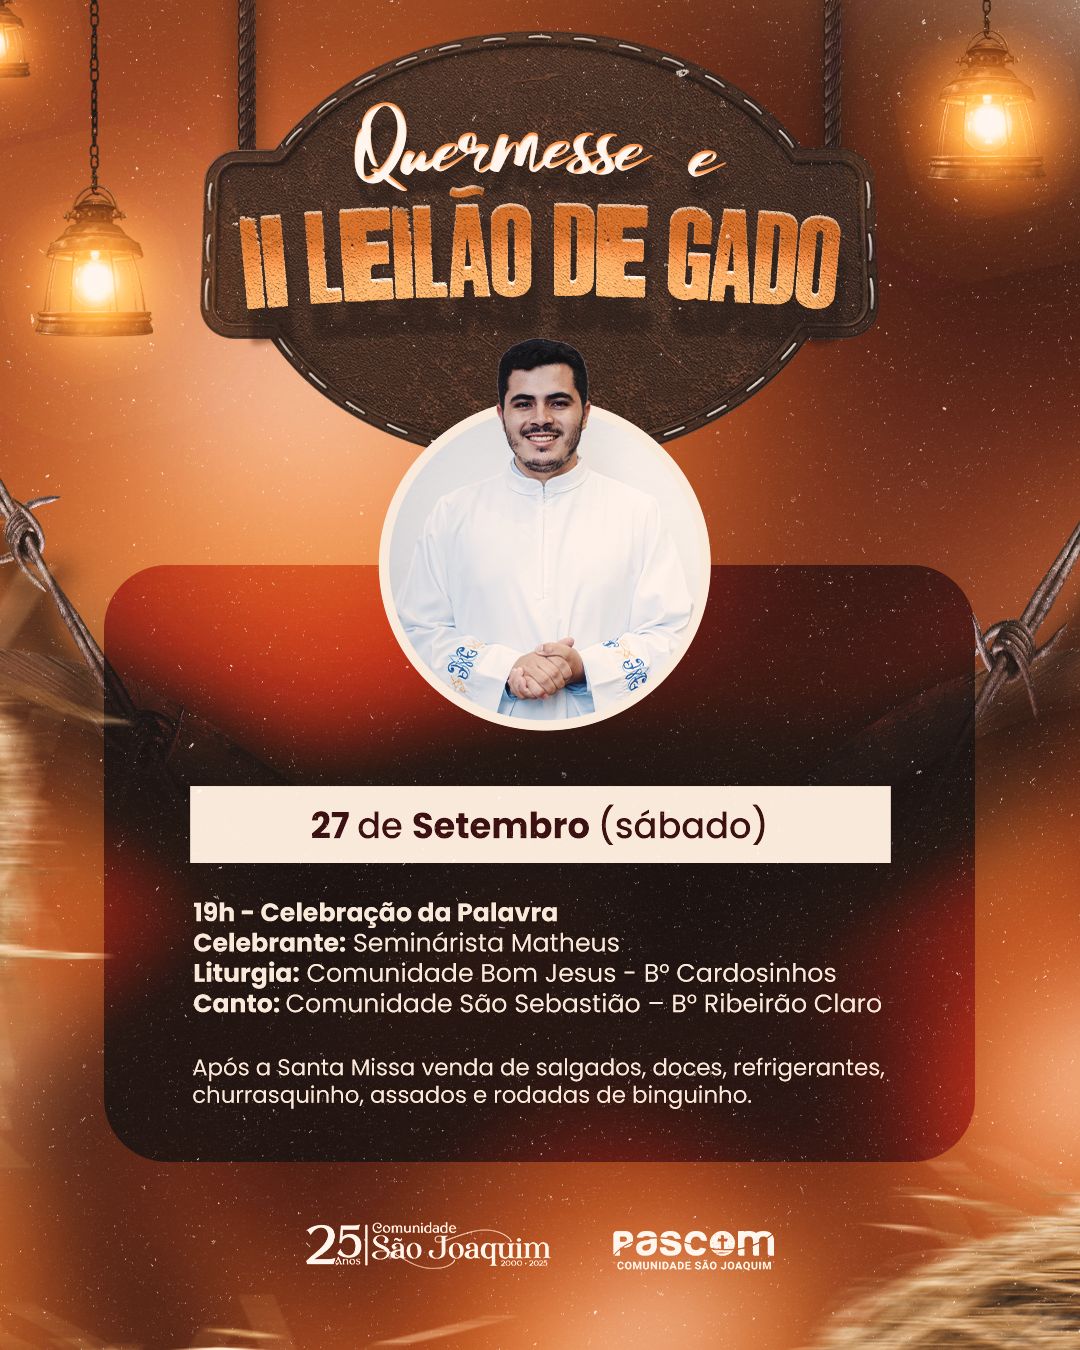 Quermesse e
II LEILÃO DE GADO
27 de Setembro (sábado)
19h - Celebração da Palavra
Celebrante: Seminárista Matheus
Liturgia: Comunidade Bom Jesus - Bº Cardosinhos
Canto: Comunidade São Sebastião – Bº Ribeirão Claro
Após a Santa Missa venda de salgados, doces, refrigerantes,
churrasquinho, assados e rodadas de binguinho.
25 Anos
Comunidade
São Joaquim
2000 • 2025
Pascom
COMUNIDADE SÃO JOAQUIM